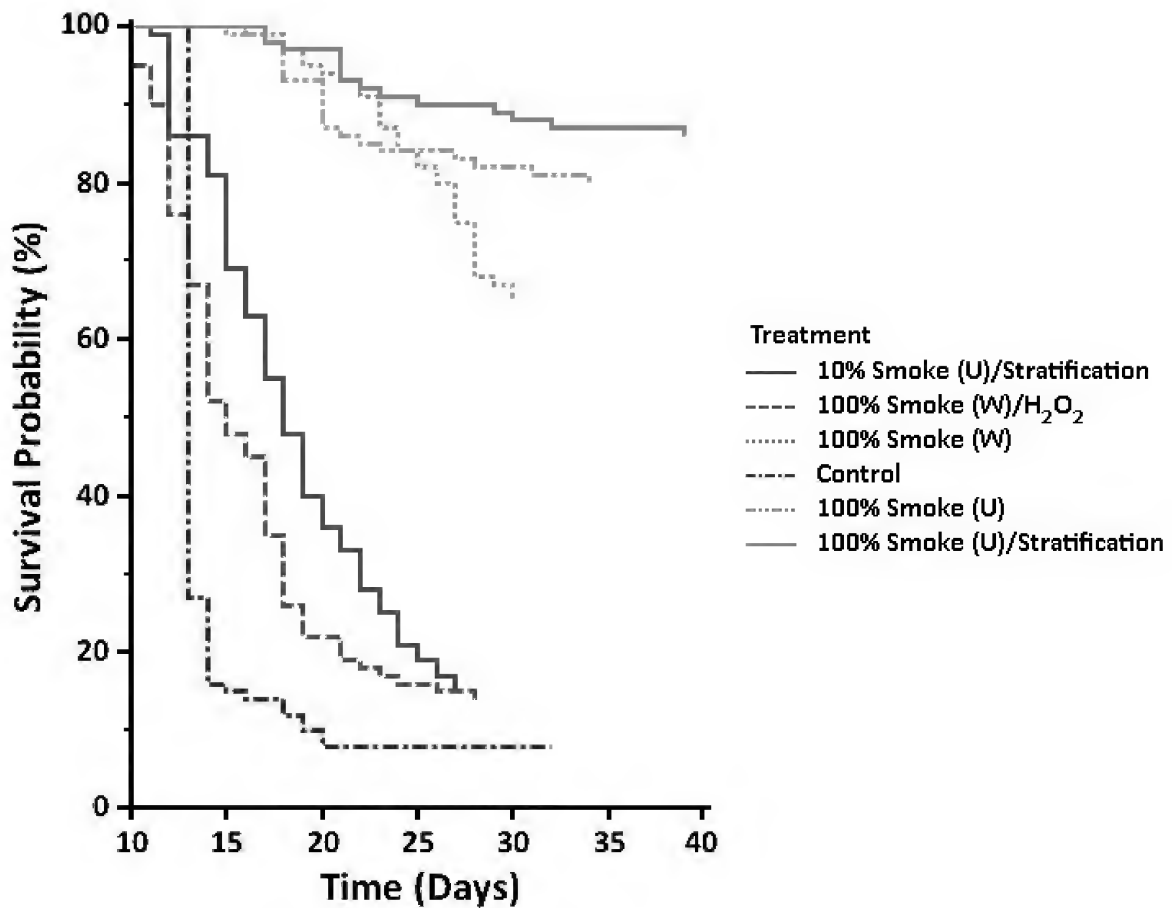 100
80
60
40
20
0
10 15 20 25 30 35 40
Survival Probability (%)
Time (Days)
Treatment
10% Smoke (U)/Stratification
100% Smoke (W)/H₂O₂
100% Smoke (W)
Control
100% Smoke (U)
100% Smoke (U)/Stratification